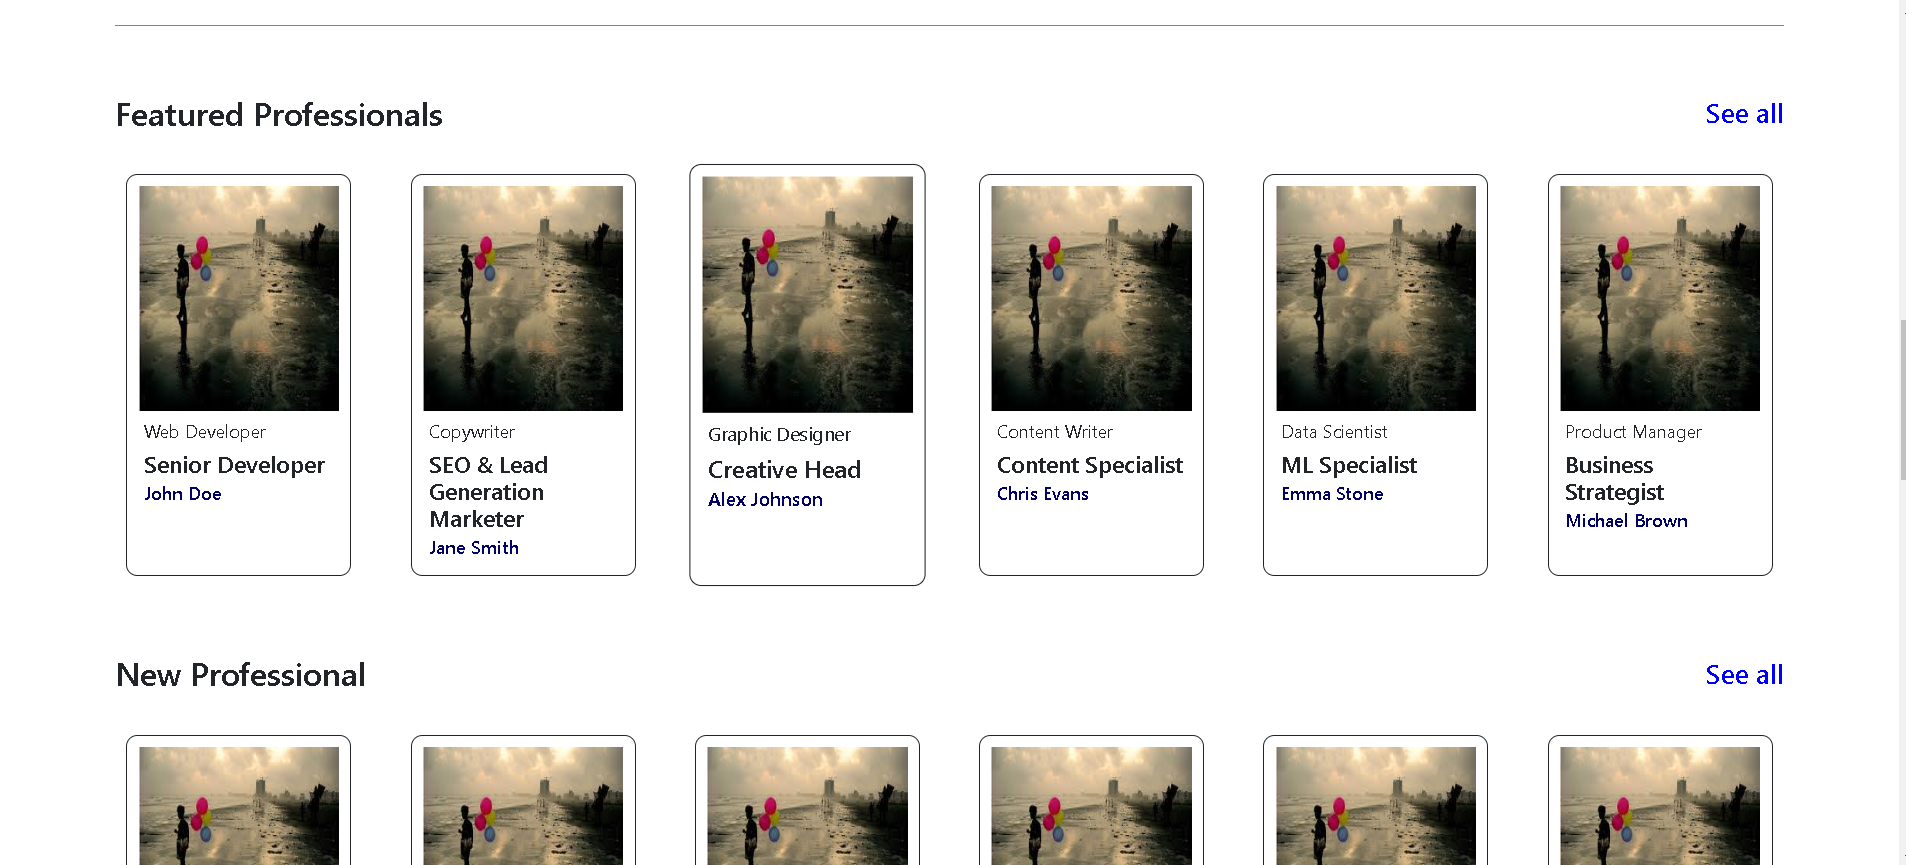 Featured Professionals
See all
Web Developer
Senior Developer
John Doe
Copywriter
SEO & Lead
Generation
Marketer
Jane Smith
Graphic Designer
Creative Head
Alex Johnson
Content Writer
Content Specialist
Chris Evans
Data Scientist
ML Specialist
Emma Stone
Product Manager
Business
Strategist
Michael Brown
New Professional
See all